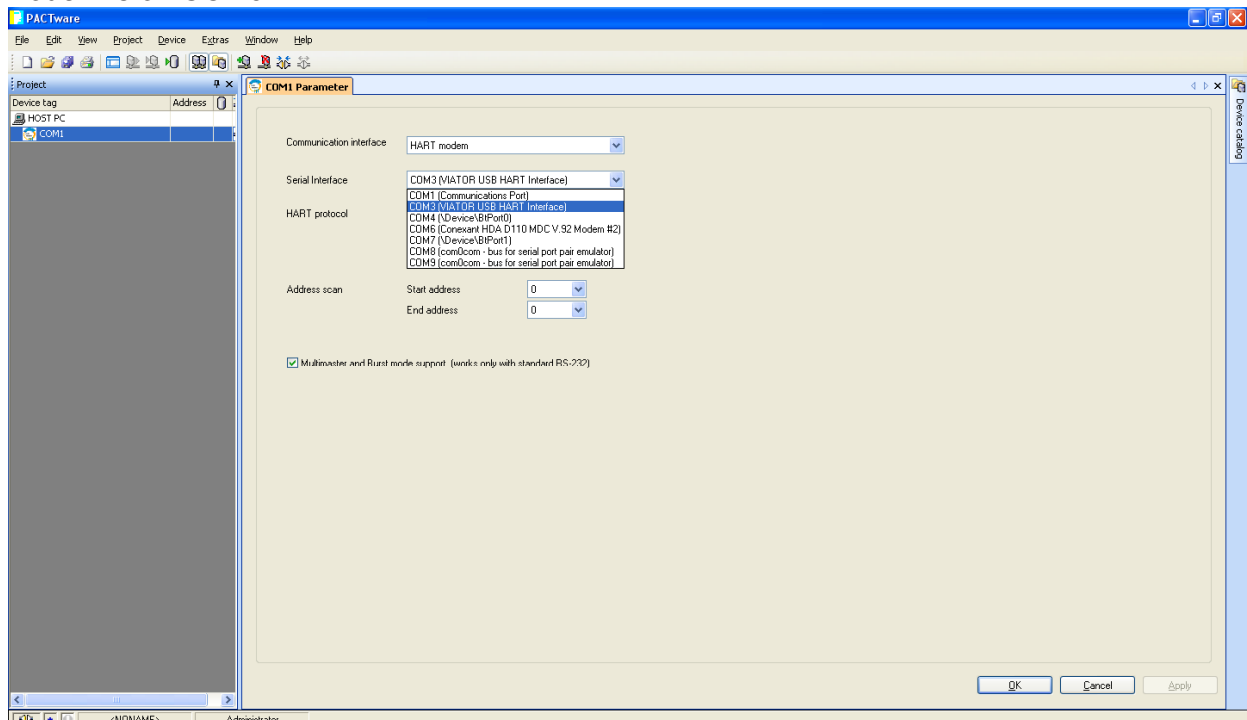 PACTware
File Edit View Project Device Extras Window Help
Project
COM1 Parameter
Device tag Address
HOST PC
COM1
Device catalog
Communication interface HART modem
Serial Interface COM3 (VIATOR USB HART Interface)
COM1 (Communications Port)
COM3 (VIATOR USB HART Interface)
HART protocol
COM4 (\Device\BtPort0)
COM6 (Conexant HDA D110 MDC V.92 Modem #2)
COM7 (\Device\BtPort1)
COM8 (com0com - bus for serial port pair emulator)
COM9 (com0com - bus for serial port pair emulator)
Address scan Start address 0
End address 0
Multimaster and Burst mode support (works only with standard RS-232)
OK Cancel Apply
<NONAME> Administrator